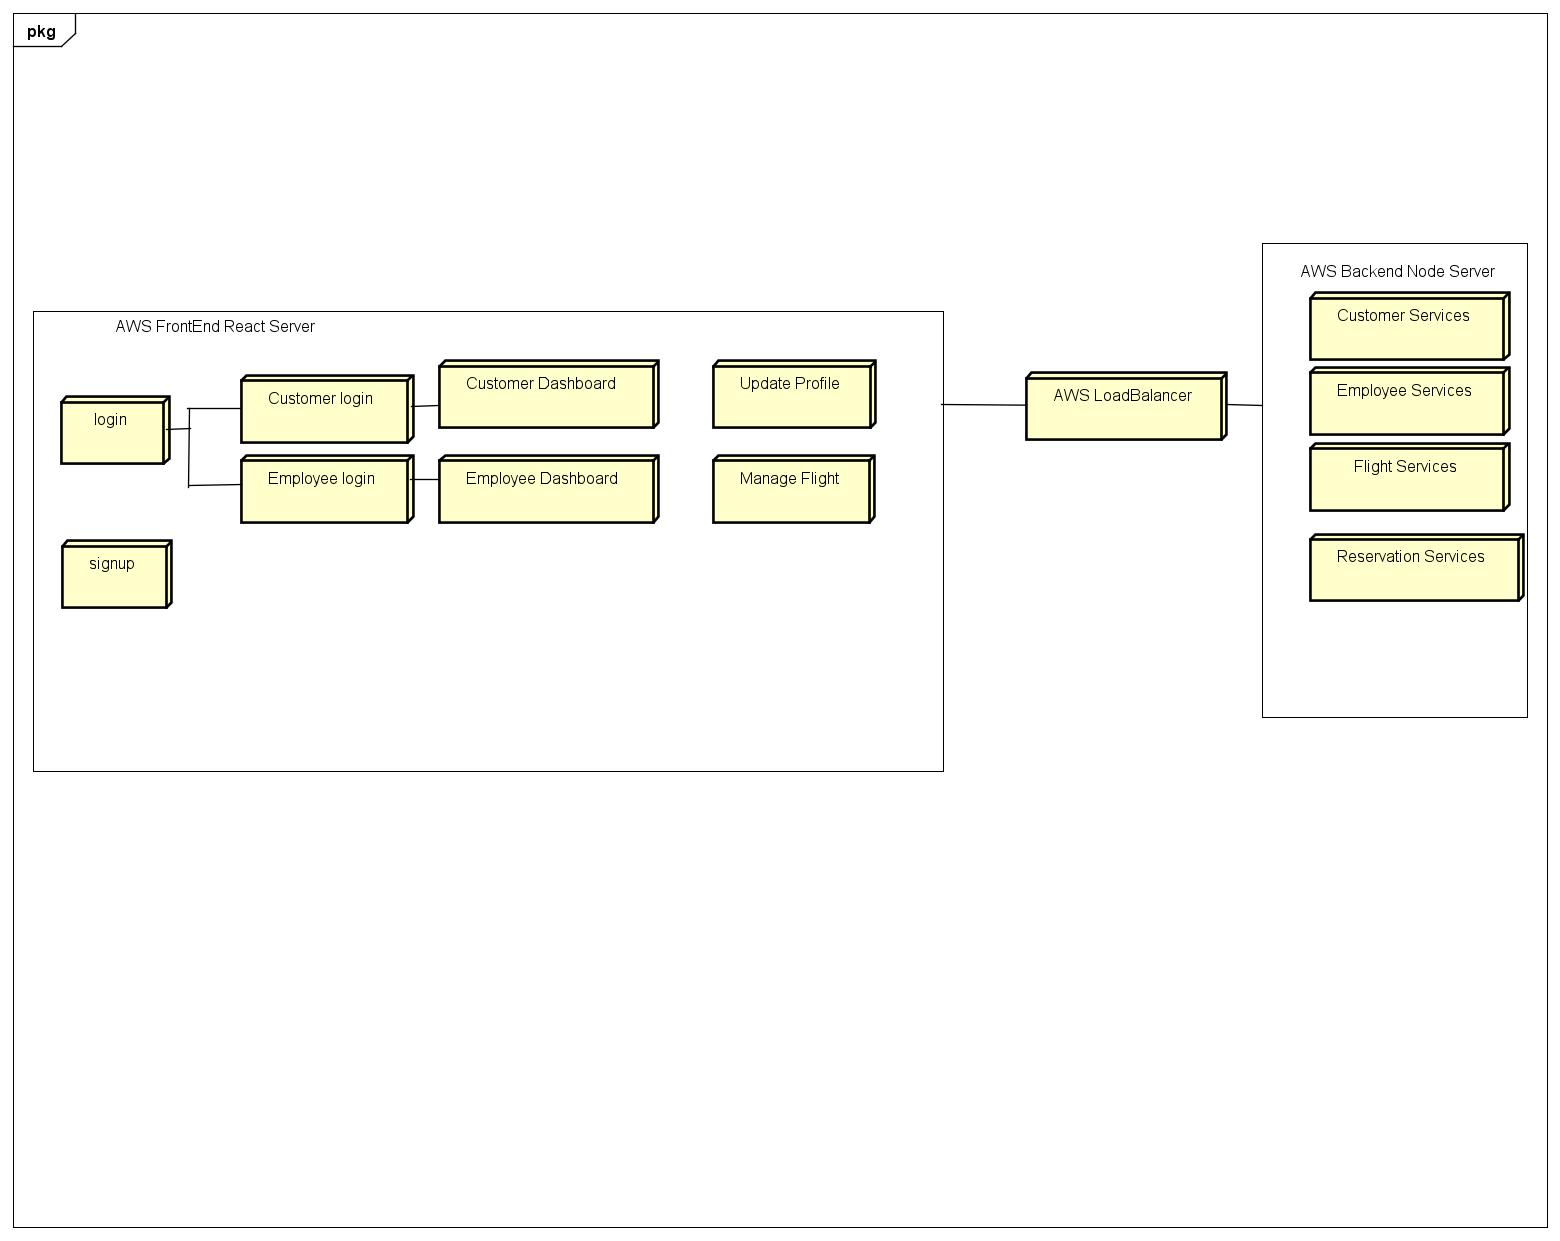 pkg
AWS FrontEnd React Server
login
Customer login
Customer Dashboard
Update Profile
Employee login
Employee Dashboard
Manage Flight
signup
AWS LoadBalancer
AWS Backend Node Server
Customer Services
Employee Services
Flight Services
Reservation Services